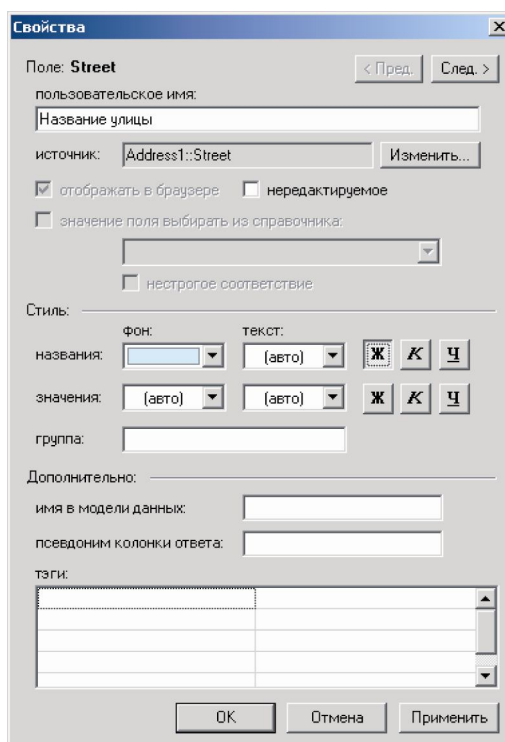 Свойства
Поле: Street < Пред. След. >
пользовательское имя:
Название улицы
источник: Address1::Street Изменить...
отображать в браузере нередактируемое
значение поля выбирать из справочника:
нестрогое соответствие
Стиль:
фон: текст:
названия: (авто) Ж К Ч
значения: (авто) (авто) Ж К Ч
группа:
Дополнительно:
имя в модели данных:
псевдоним колонки ответа:
тэги:
OK Отмена Применить